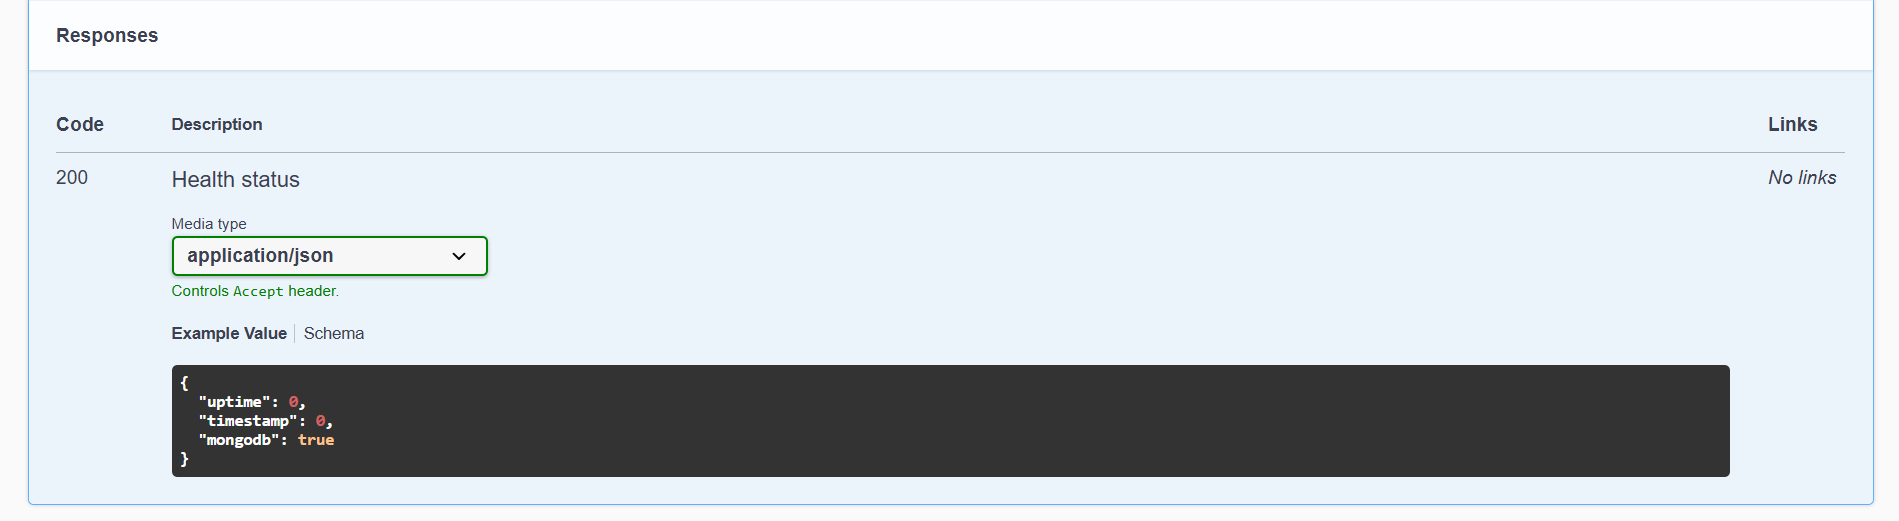 Responses
Code Description Links
200 Health status No links
Media type
application/json
Controls Accept header.
Example Value Schema
{
  "uptime": 0,
  "timestamp": 0,
  "mongodb": true
}